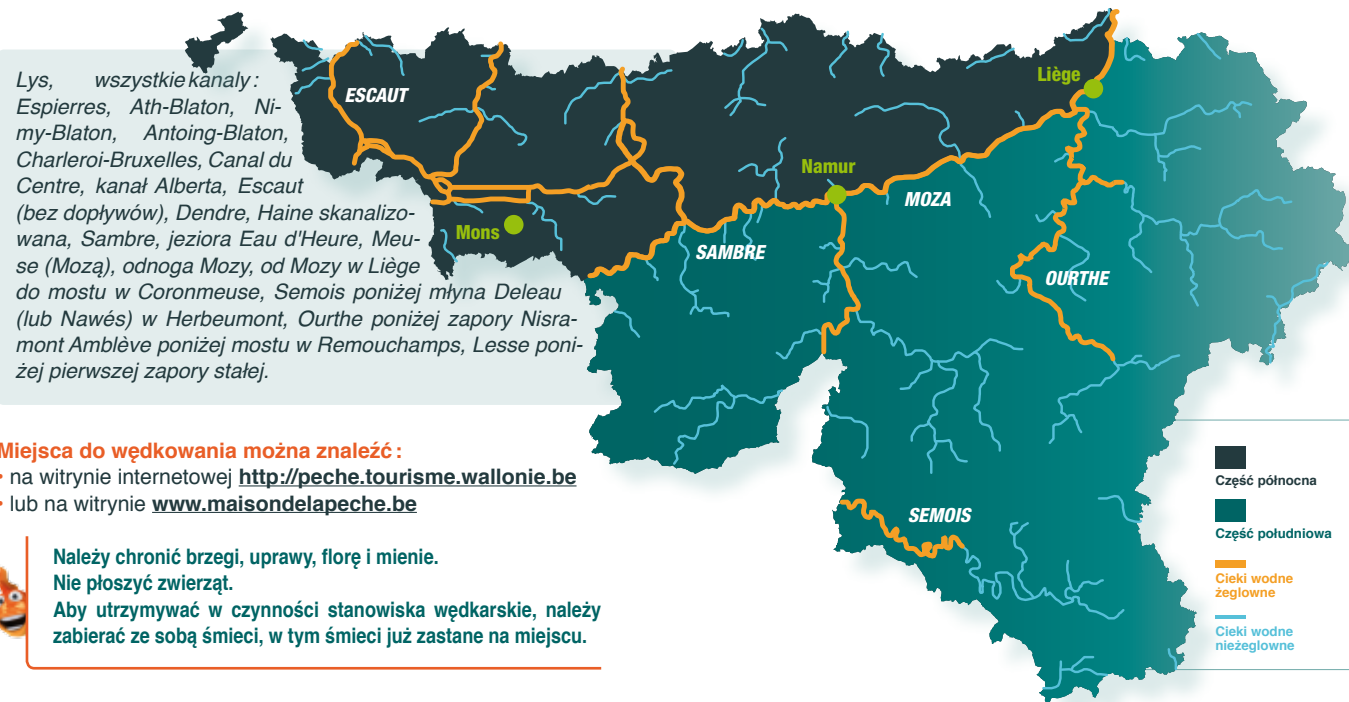 Lys, wszystkie kanaly :
Espierres, Ath-Blaton, Ni-
my-Blaton, Antoing-Blaton,
Charleroi-Bruxelles, Canal du
Centre, kanał Alberta, Escaut
(bez dopływów), Dendre, Haine skanalizo-
wana, Sambre, jeziora Eau d'Heure, Meu-
se (Mozą), odnoga Mozy, od Mozy w Liège
do mostu w Coronmeuse, Semois poniżej młyna Deleau
(lub Nawés) w Herbeumont, Ourthe poniżej zapory Nisra-
mont Amblève poniżej mostu w Remouchamps, Lesse poni-
żej pierwszej zapory stałej.
ESCAUT
Mons
SAMBRE
Namur
MOZA
Liège
OURTHE
SEMOIS
Miejsca do wędkowania można znaleźć :
• na witrynie internetowej http://peche.tourisme.wallonie.be
• lub na witrynie www.maisondelapeche.be
Należy chronić brzegi, uprawy, florę i mienie.
Nie płoszyć zwierząt.
Aby utrzymywać w czynności stanowiska wędkarskie, należy
zabierać ze sobą śmieci, w tym śmieci już zastane na miejscu.
Część północna
Część południowa
Cieki wodne
żeglowne
Cieki wodne
nieżeglowne